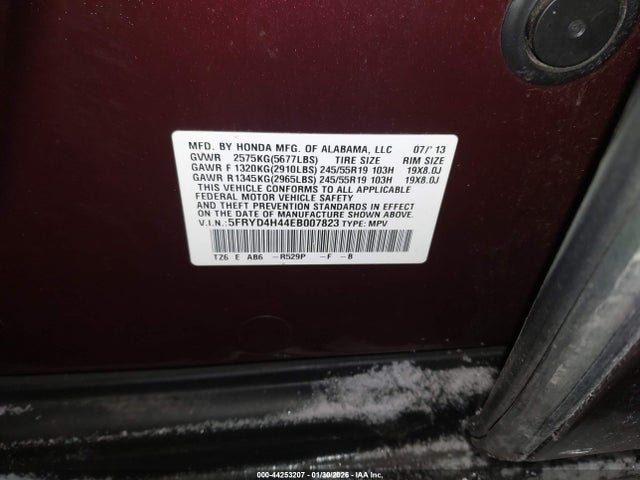 MFD. BY HONDA MFG. OF ALABAMA, LLC 07/'13
GVWR 2575KG(5677LBS) TIRE SIZE RIM SIZE
GAWR F 1320KG(2910LBS) 245/55R19 103H 19X8.0J
GAWR R 1345KG(2965LBS) 245/55R19 103H 19X8.0J
THIS VEHICLE CONFORMS TO ALL APPLICABLE
FEDERAL MOTOR VEHICLE SAFETY
AND THEFT PREVENTION STANDARDS IN EFFECT
ON THE DATE OF MANUFACTURE SHOWN ABOVE.
V.I.N.: 5FRYD4H44EB007823 TYPE: MPV
TZ6 E AB6 -R529P -F -B
000-44253207 - 01/30/2026 - IAA Inc.